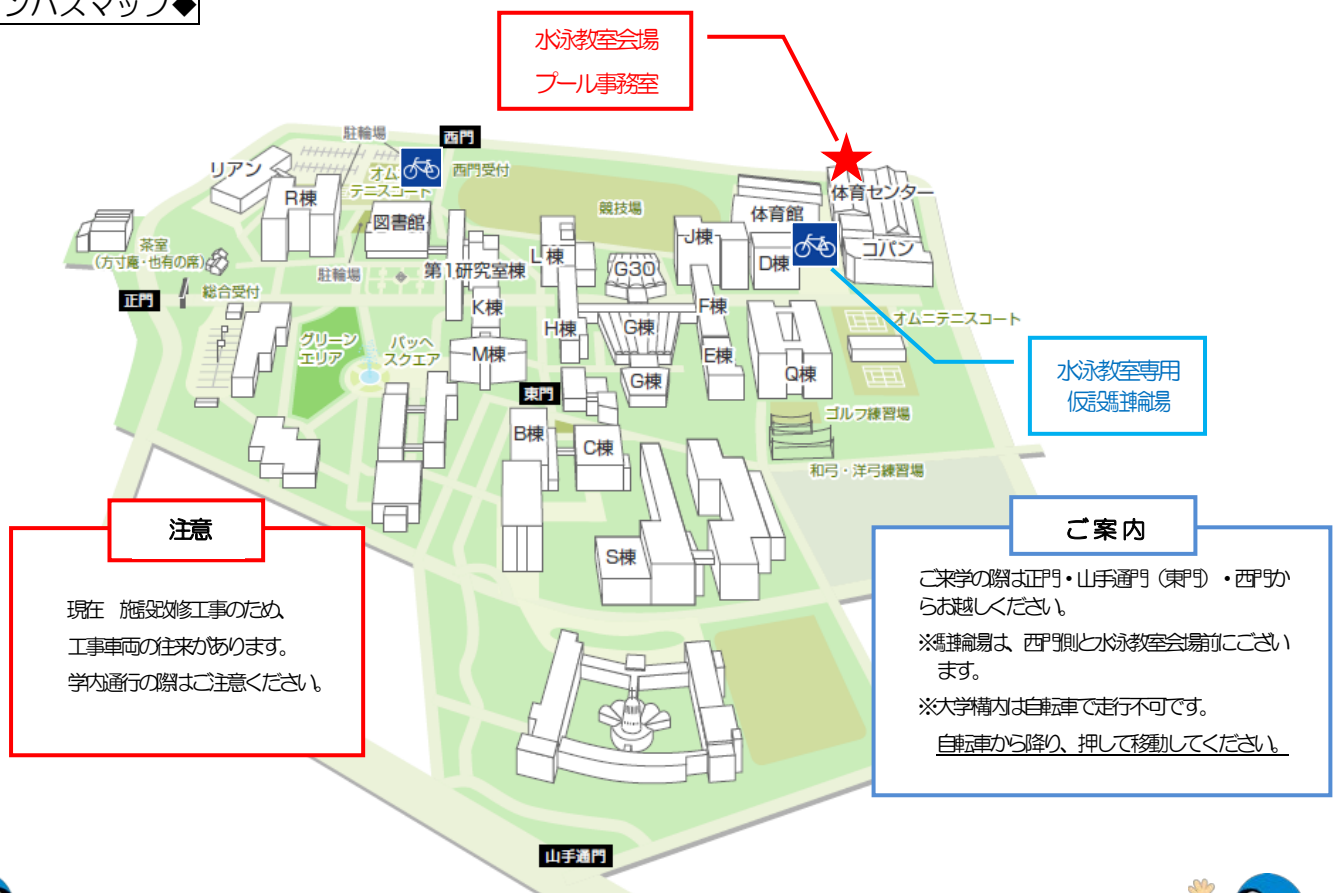 ンパスマップ◆
水泳教室会場
プール事務室
駐輪場
西門
リアン
オム
テニスコート
西門受付
R棟
図書館
競技場
体育センター
体育館
J棟
コパン
D棟
茶室
(方寸庵・也有の席)
駐輪場
第1研究室棟
L棟
G30
正門
総合受付
K棟
F棟
オムニテニスコート
グリーン
エリア
パッヘ
スクエア
H棟
G棟
M棟
E棟
Q棟
G棟
東門
水泳教室専用
仮設駐輪場
ゴルフ練習場
B棟
C棟
和弓・洋弓練習場
S棟
山手通門
注意
現在 施設改修工事のため、
工事車両の往来があります。
学内通行の際はご注意ください。
ご案内
ご来学の際は正門・山手通門(東門)・西門か
らお越しください。
※駐輪場は、西門側と水泳教室会場前にござい
ます。
※大学構内は自転車で走行不可です。
自転車から降り、押して移動してください。